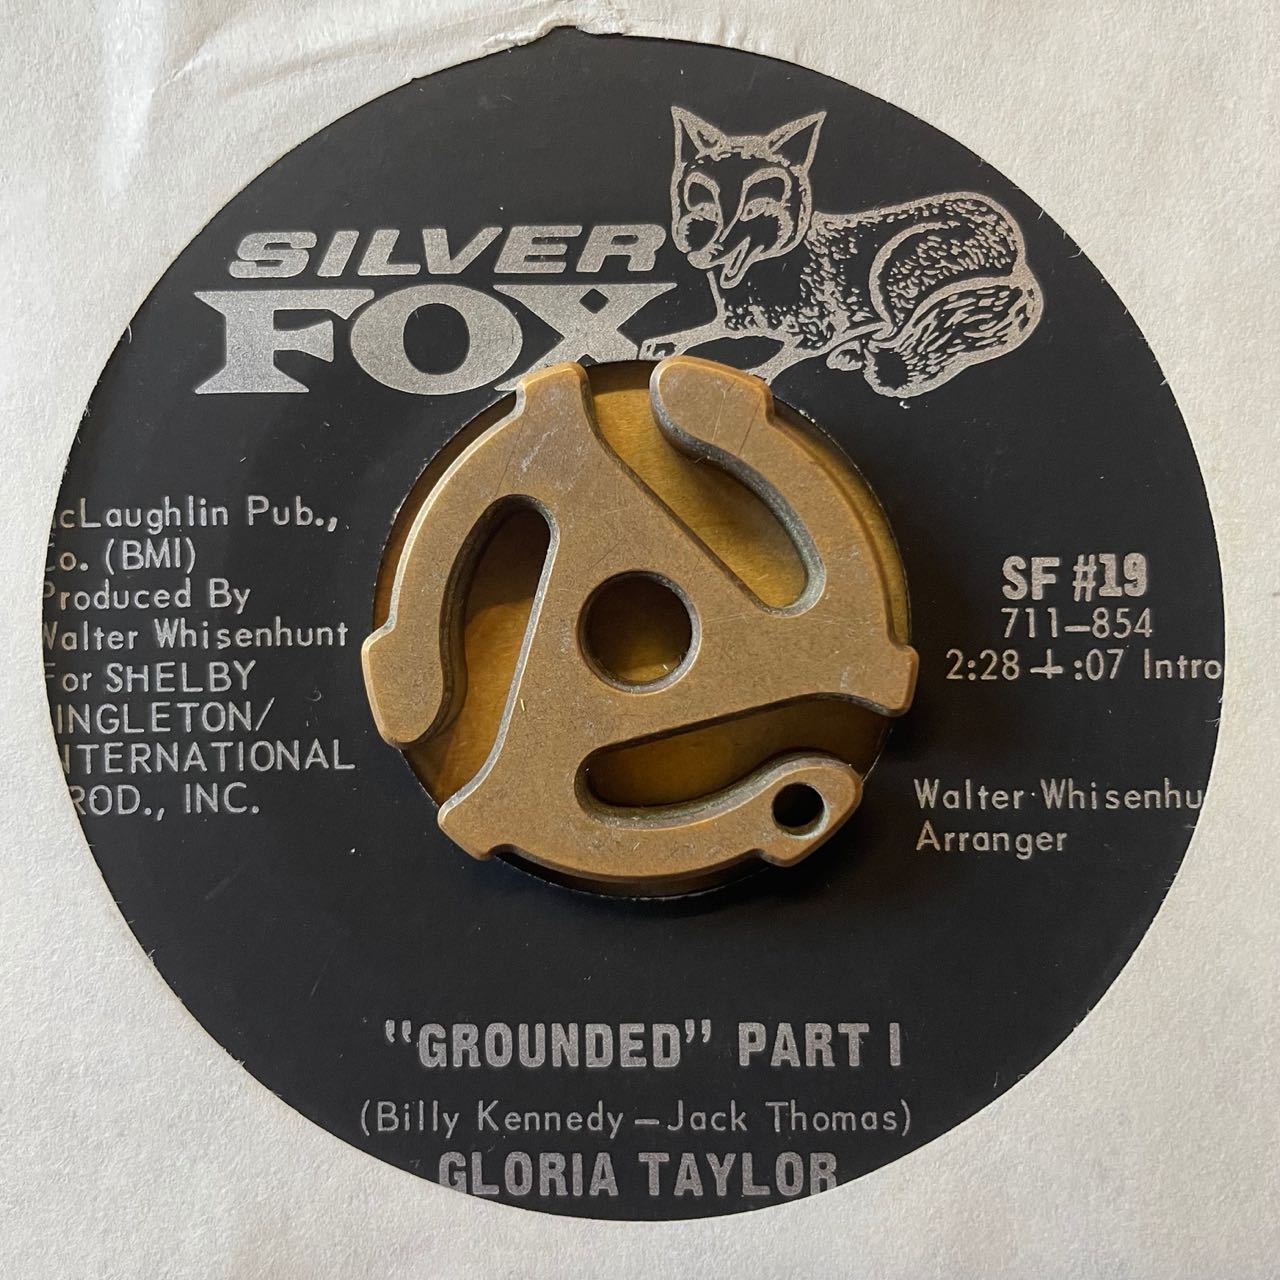 SILVER
FOX
cLaughlin Pub.,
Co. (BMI)
Produced By
Walter Whisenhunt
For SHELBY
INGLETON/
NTERNATIONAL
ROD., INC.
SF #19
711-854
2:28 + :07 Intro
Walter Whisenhu
Arranger
"GROUNDED" PART I
(Billy Kennedy - Jack Thomas)
GLORIA TAYLOR